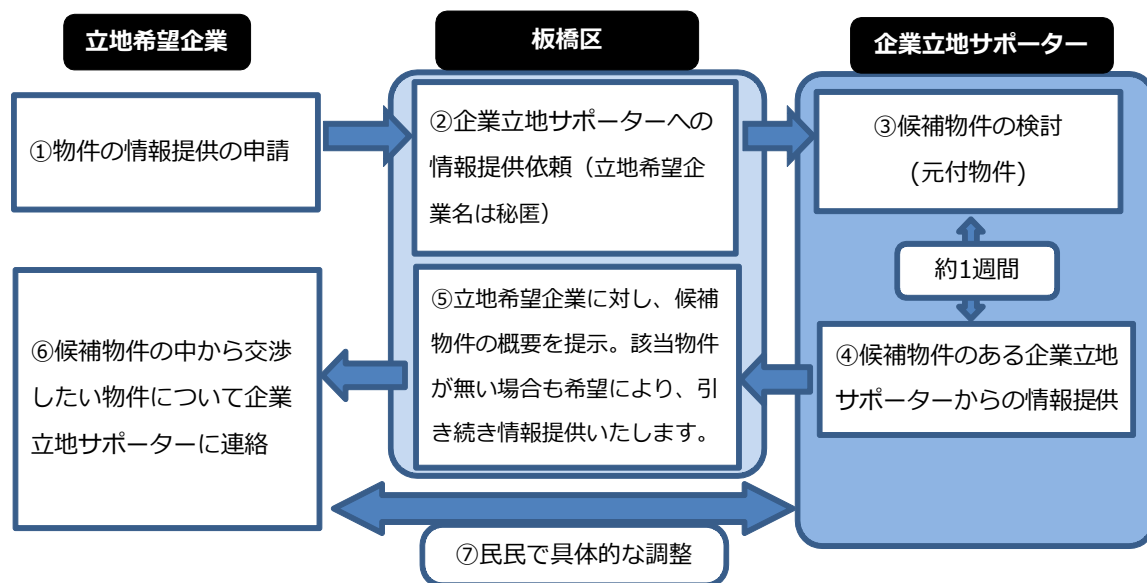 立地希望企業
板橋区
企業立地サポーター
①物件の情報提供の申請
②企業立地サポーターへの
情報提供依頼（立地希望企
業名は秘匿）
③候補物件の検討
(元付物件)
約1週間
④候補物件のある企業立地
サポーターからの情報提供
⑤立地希望企業に対し、候補
物件の概要を提示。該当物件
が無い場合も希望により、引
き続き情報提供いたします。
⑥候補物件の中から交渉
したい物件について企業
立地サポーターに連絡
⑦民民で具体的な調整